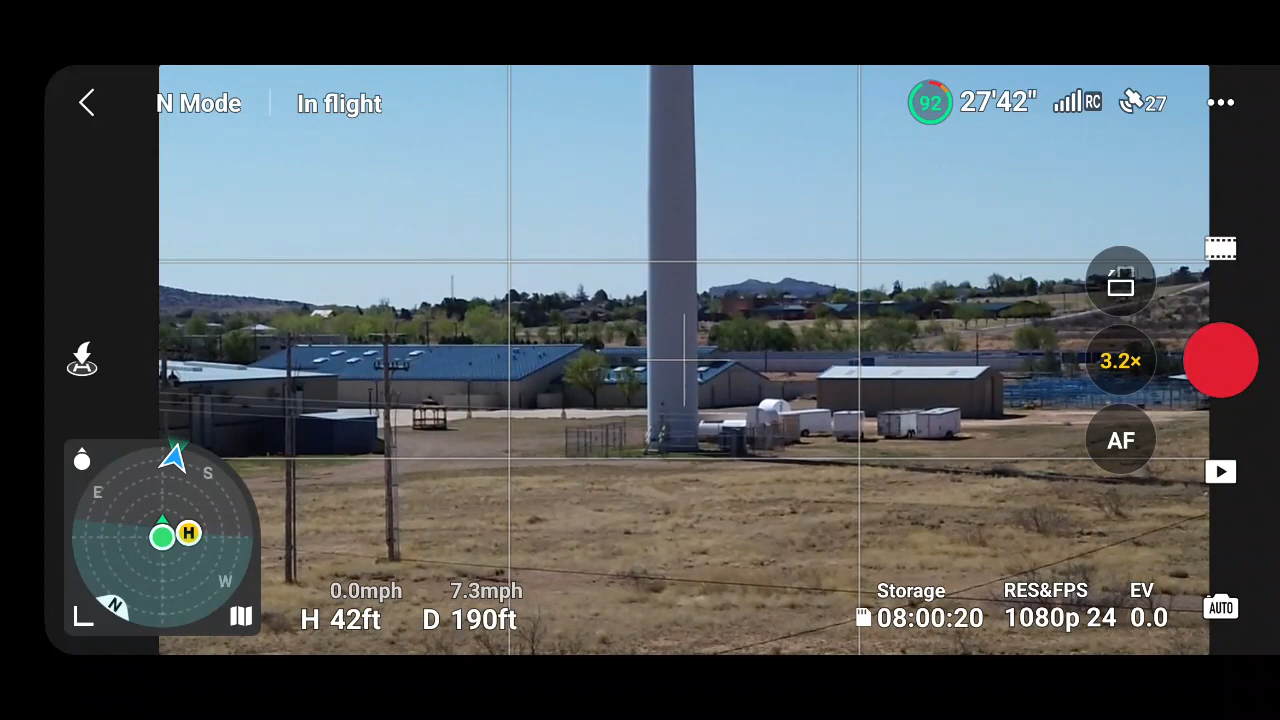 N Mode
In flight
92
27'42"
RC
27
3.2×
AF
S
E
H
W
N
0.0mph
7.3mph
H 42ft
D 190ft
Storage
08:00:20
RES&FPS
1080p 24
EV
0.0
AUTO